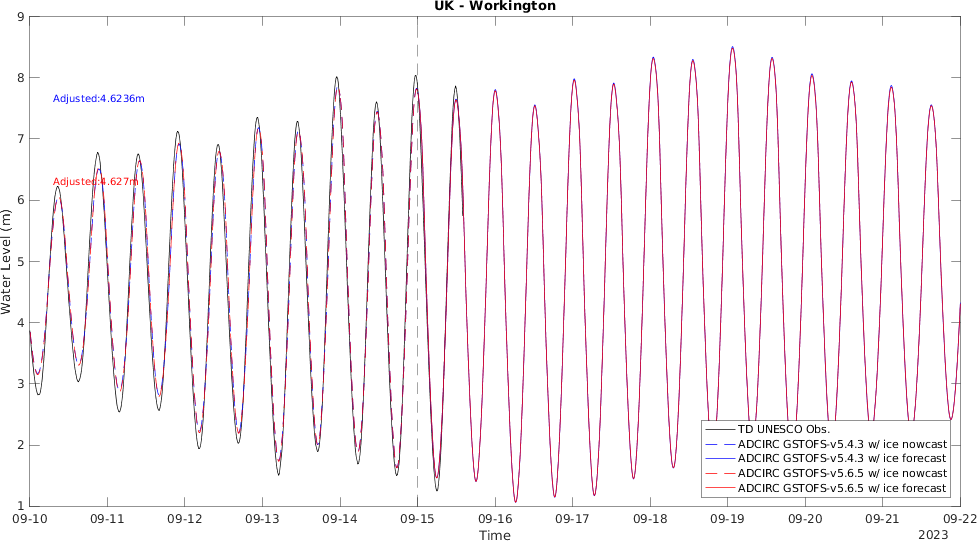 UK - Workington
9
8
7
6
5
4
3
2
1
Water Level (m)
Adjusted:4.6236m
Adjusted:4.627m
TD UNESCO Obs.
ADCIRC GSTOFS-v5.4.3 w/ ice nowcast
ADCIRC GSTOFS-v5.4.3 w/ ice forecast
ADCIRC GSTOFS-v5.6.5 w/ ice nowcast
ADCIRC GSTOFS-v5.6.5 w/ ice forecast
09-10 09-11 09-12 09-13 09-14 09-15 09-16 09-17 09-18 09-19 09-20 09-21 09-22
Time
2023